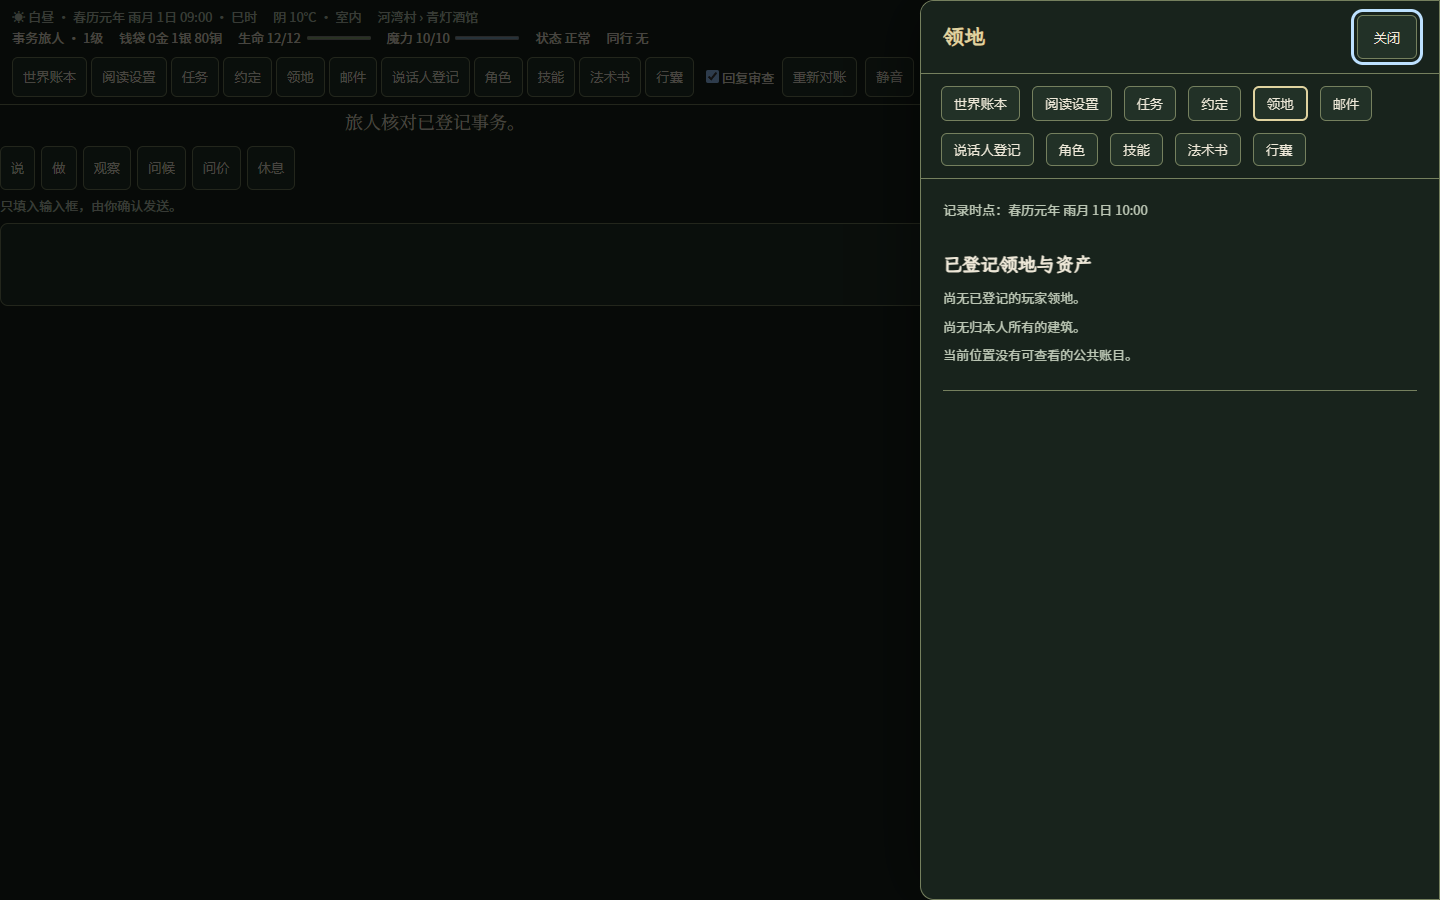 ☀ 白昼 · 春历元年 雨月 1日 09:00 · 巳时 阴 10°C · 室内 河湾村 › 青灯酒馆
事务旅人 · 1级 钱袋 0金 1银 80铜 生命 12/12 魔力 10/10 状态 正常 同行 无
世界账本 阅读设置 任务 约定 领地 邮件 说话人登记 角色 技能 法术书 行囊 回复审查 重新对账 静音
旅人核对已登记事务。
说 做 观察 问候 问价 休息
只填入输入框，由你确认发送。
领地 关闭
世界账本 阅读设置 任务 约定 领地 邮件
说话人登记 角色 技能 法术书 行囊
记录时点：春历元年 雨月 1日 10:00
已登记领地与资产
尚无已登记的玩家领地。
尚无归本人所有的建筑。
当前位置没有可查看的公共账目。